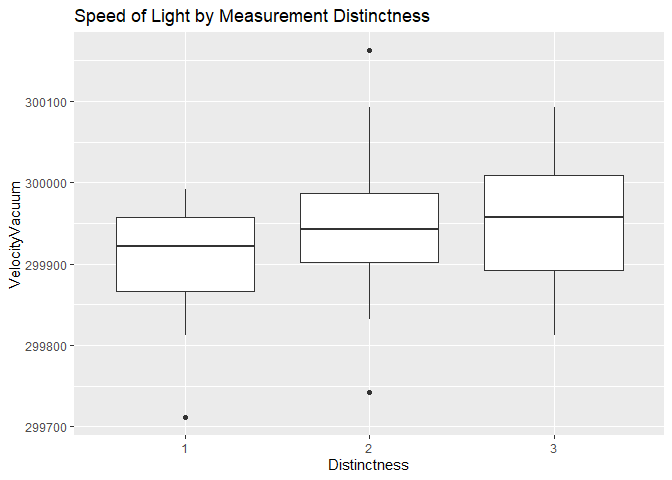 Speed of Light by Measurement Distinctness
VelocityVacuum
300100
300000
299900
299800
299700
1 2 3
Distinctness